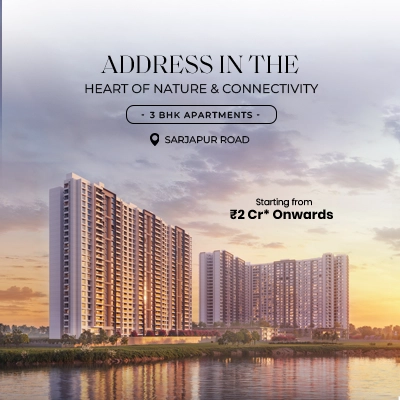 ADDRESS IN THE
HEART OF NATURE & CONNECTIVITY
- 3 BHK APARTMENTS -
SARJAPUR ROAD
Starting from
₹2 Cr* Onwards